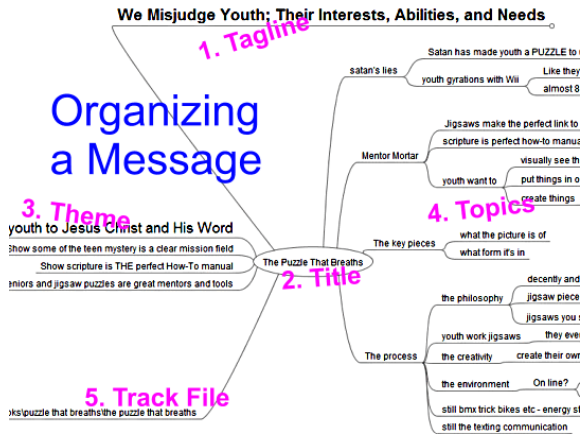 We Misjudge Youth; Their Interests, Abilities, and Needs
1. Tagline
Organizing
a Message
satan's lies
Satan has made youth a PUZZLE to
youth gyrations with Wii
Like they
almost 8
Mentor Mortar
Jigsaws make the perfect link to
scripture is perfect how-to manua
youth want to
visually see th
put things in o
create things
3. Theme
youth to Jesus Christ and His Word
Show some of the teen mystery is a clear mission field
Show scripture is THE perfect How-To manual
eniors and jigsaw puzzles are great mentors and tools
4. Topics
The key pieces
what the picture is of
what form it's in
The Puzzle That Breaths
2. Title
The process
the philosophy
decently and
jigsaw piece
jigsaws you s
youth work jigsaws
they eve
the creativity
create their own
the environment
On line?
still bmx trick bikes etc - energy st
still the texting communication
5. Track File
oks\puzzle that breaths\the puzzle that breaths